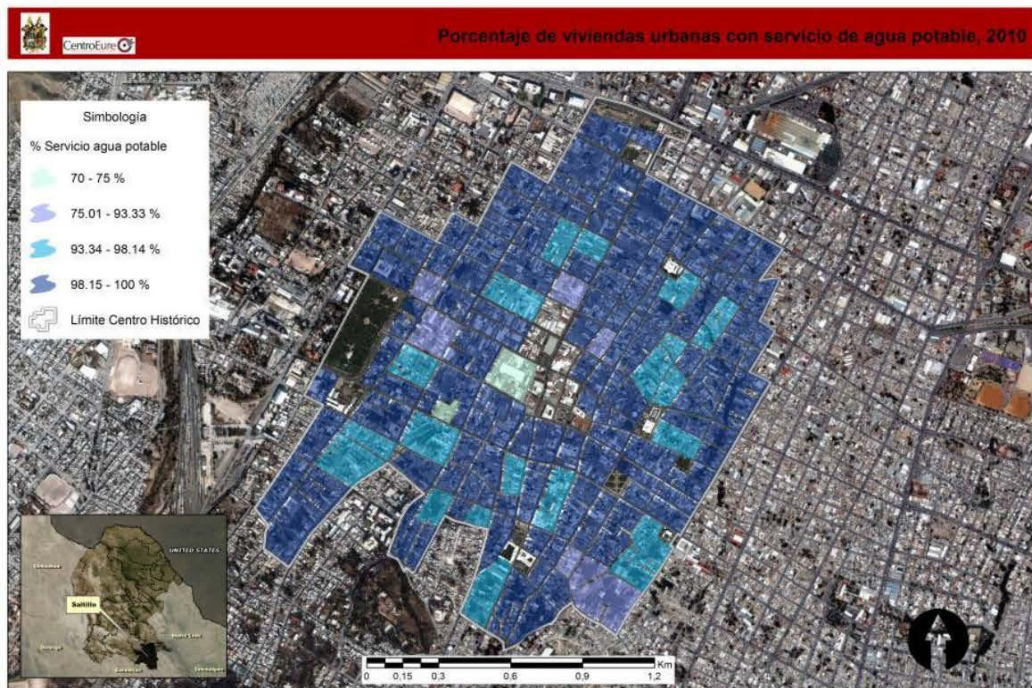 CentroEure
Porcentaje de viviendas urbanas con servicio de agua potable, 2010
Simbología
% Servicio agua potable
70 - 75 %
75.01 - 93.33 %
93.34 - 98.14 %
98.15 - 100 %
Límite Centro Histórico
UNITED STATES
Saltillo
Durango
Km
0 0,15 0,3 0,6 0,9 1,2